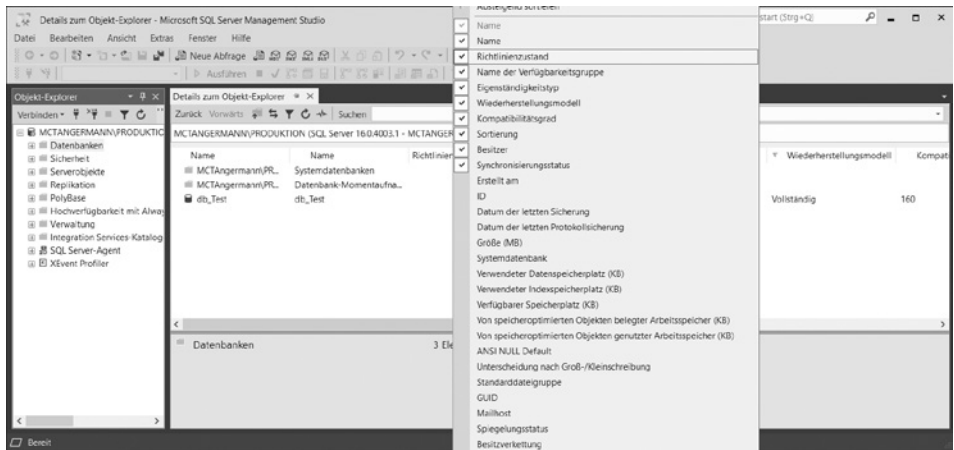 Details zum Objekt-Explorer - Microsoft SQL Server Management Studio
start (Strg+Q)
Datei Bearbeiten Ansicht Extras Fenster Hilfe
Neue Abfrage
Ausführen
Objekt-Explorer
Verbinden
MCTANGERMANN\PRODUKTIO
Datenbanken
Sicherheit
Serverobjekte
Replikation
PolyBase
Hochverfügbarkeit mit Alway
Verwaltung
Integration Services-Katalog
SQL Server-Agent
XEvent Profiler
Details zum Objekt-Explorer
Zurück Vorwärts Suchen
MCTANGERMANN\PRODUKTION (SQL Server 16.0.4003.1 - MCTANGER
Name Name Richtlinien Wiederherstellungsmodell Kompati
MCTAngermann\PR... Systemdatenbanken
MCTAngermann\PR... Datenbank-Momentaufna...
db_Test db_Test Vollständig 160
Datenbanken 3 Ele
Aufsteigend sortieren
Name
Name
Richtlinienzustand
Name der Verfügbarkeitsgruppe
Eigenständigkeitstyp
Wiederherstellungsmodell
Kompatibilitätsgrad
Sortierung
Besitzer
Synchronisierungsstatus
Erstellt am
ID
Datum der letzten Sicherung
Datum der letzten Protokollsicherung
Größe (MB)
Systemdatenbank
Verwendeter Datenspeicherplatz (KB)
Verwendeter Indexspeicherplatz (KB)
Verfügbarer Speicherplatz (KB)
Von speicheroptimierten Objekten belegter Arbeitsspeicher (KB)
Von speicheroptimierten Objekten genutzter Arbeitsspeicher (KB)
ANSI NULL Default
Unterscheidung nach Groß-/Kleinschreibung
Standarddateigruppe
GUID
Mailhost
Spiegelungsstatus
Besitzverkettung
Bereit